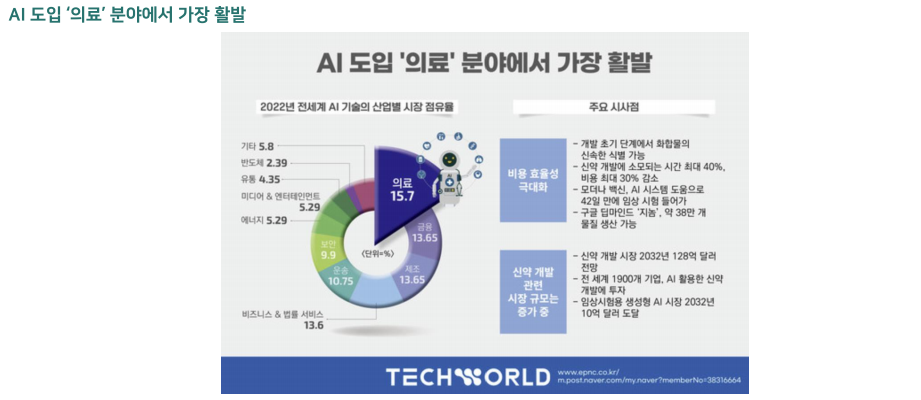 AI 도입 ‘의료’ 분야에서 가장 활발
AI 도입 '의료' 분야에서 가장 활발
2022년 전세계 AI 기술의 산업별 시장 점유율
기타 5.8
반도체 2.39
유통 4.35
미디어 & 엔터테인먼트
5.29
에너지 5.29
보안
9.9
운송
10.75
비즈니스 & 법률 서비스
13.6
제조
13.65
금융
13.65
의료
15.7
<단위=%>
주요 시사점
비용 효율성
극대화
- 개발 초기 단계에서 화합물의
신속한 식별 가능
- 신약 개발에 소모되는 시간 최대 40%,
비용 최대 30% 감소
- 모더나 백신, AI 시스템 도움으로
42일 만에 임상 시험 들어가
- 구글 딥마인드 '지놈', 약 38만 개
물질 생산 가능
신약 개발
관련
시장 규모는
증가 중
- 신약 개발 시장 2032년 128억 달러
전망
- 전 세계 1900개 기업, AI 활용한 신약
개발에 투자
- 임상시험용 생성형 AI 시장 2032년
10억 달러 도달
TECHWORLD
www.epnc.co.kr/
m.post.naver.com/my.naver?memberNo=38316664